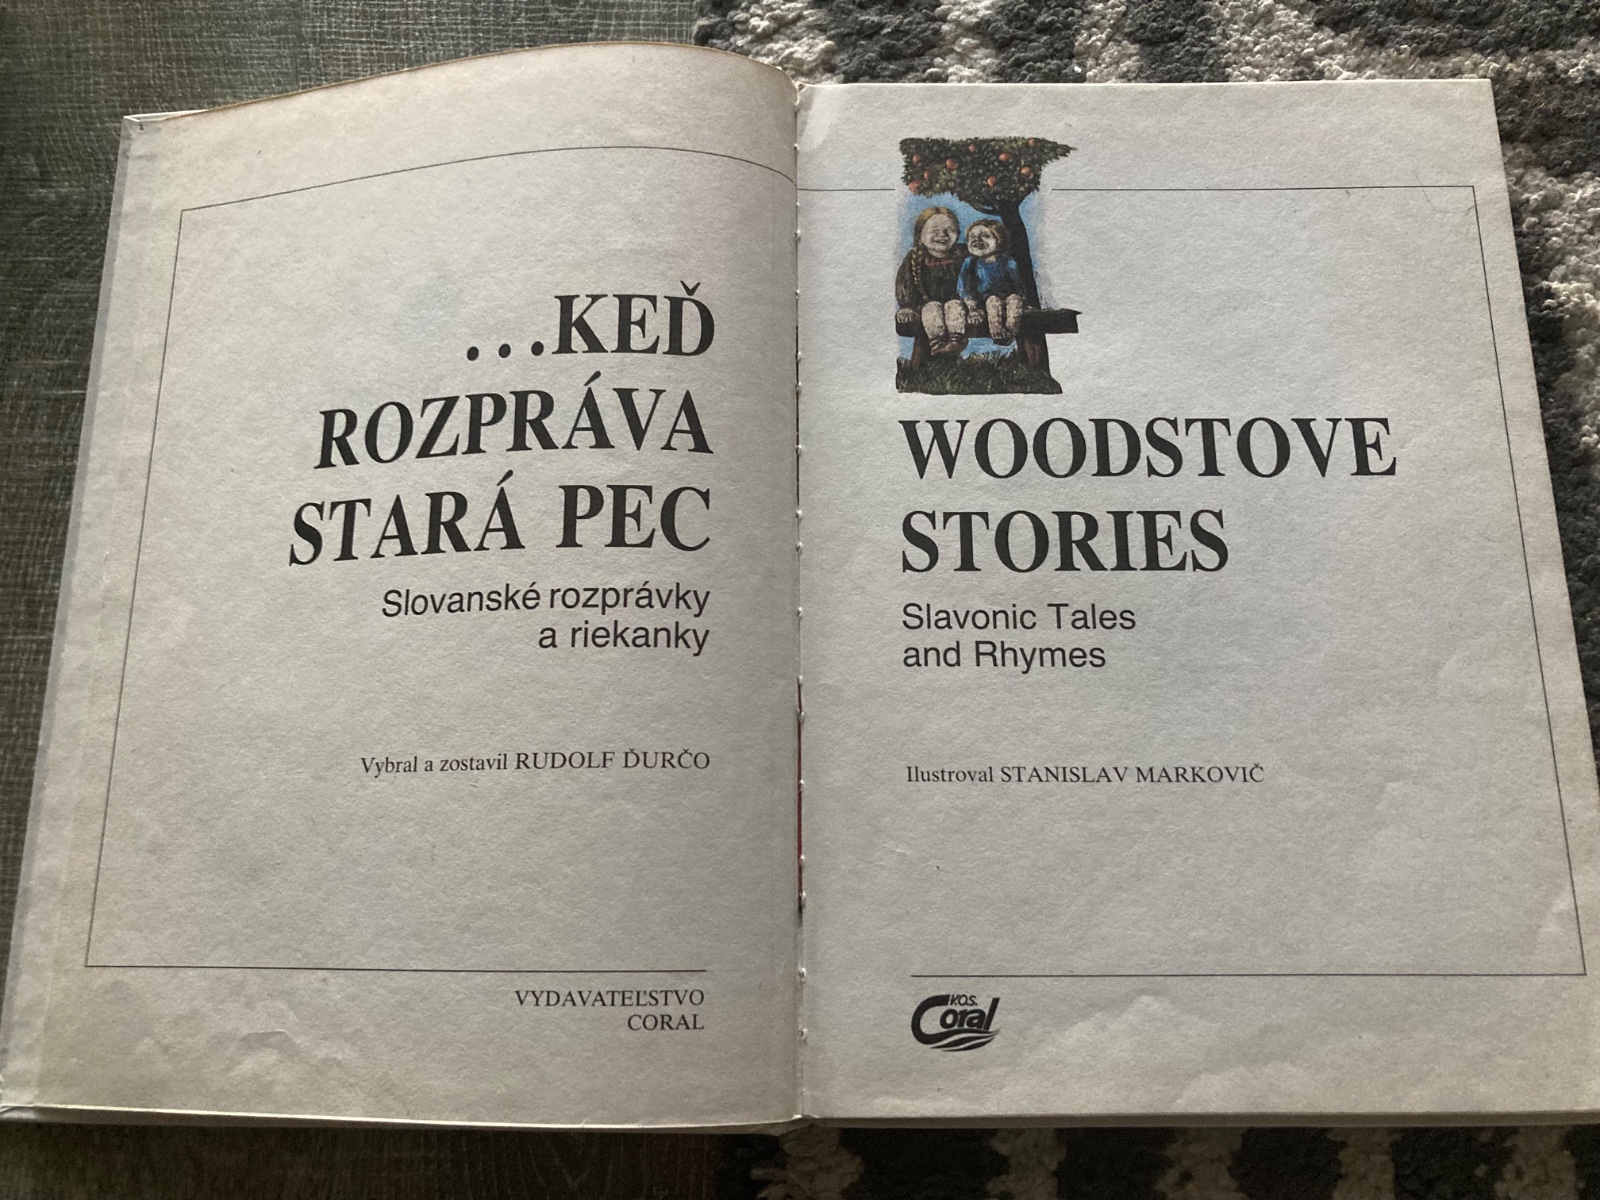 ...KEĎ
ROZPRÁVA
STARÁ PEC
Slovanské rozprávky
a riekanky
Vybral a zostavil RUDOLF ĎURČO
VYDAVATEĽSTVO
CORAL
WOODSTOVE
STORIES
Slavonic Tales
and Rhymes
Ilustroval STANISLAV MARKOVIČ
V.O.S.
Coral